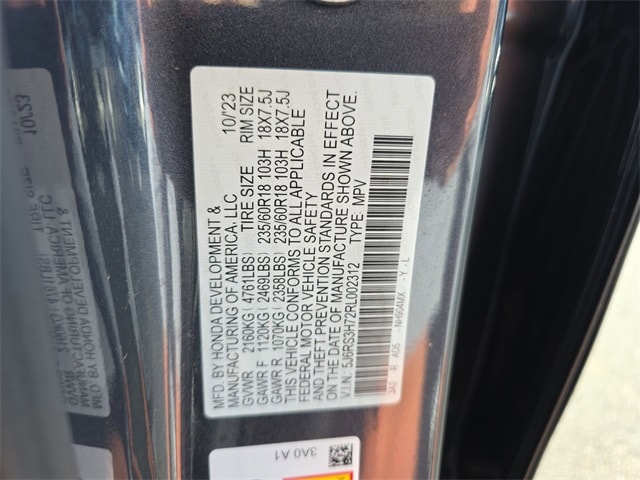 MFD. BY HONDA DEVELOPMENT & 10/'23
MANUFACTURING OF AMERICA, LLC
GVWR 2160KG ( 4761LBS) TIRE SIZE RIM SIZE
GAWR F 1120KG ( 2469LBS) 235/60R18 103H 18X7.5J
GAWR R 1070KG ( 2358LBS) 235/60R18 103H 18X7.5J
THIS VEHICLE CONFORMS TO ALL APPLICABLE
FEDERAL MOTOR VEHICLE SAFETY
AND THEFT PREVENTION STANDARDS IN EFFECT
ON THE DATE OF MANUFACTURE SHOWN ABOVE.
V.I.N.: 5J6RS3H72RL002312 TYPE: MPV
3A0 R AD5 - NH904MX - Y - L
3A0 A1